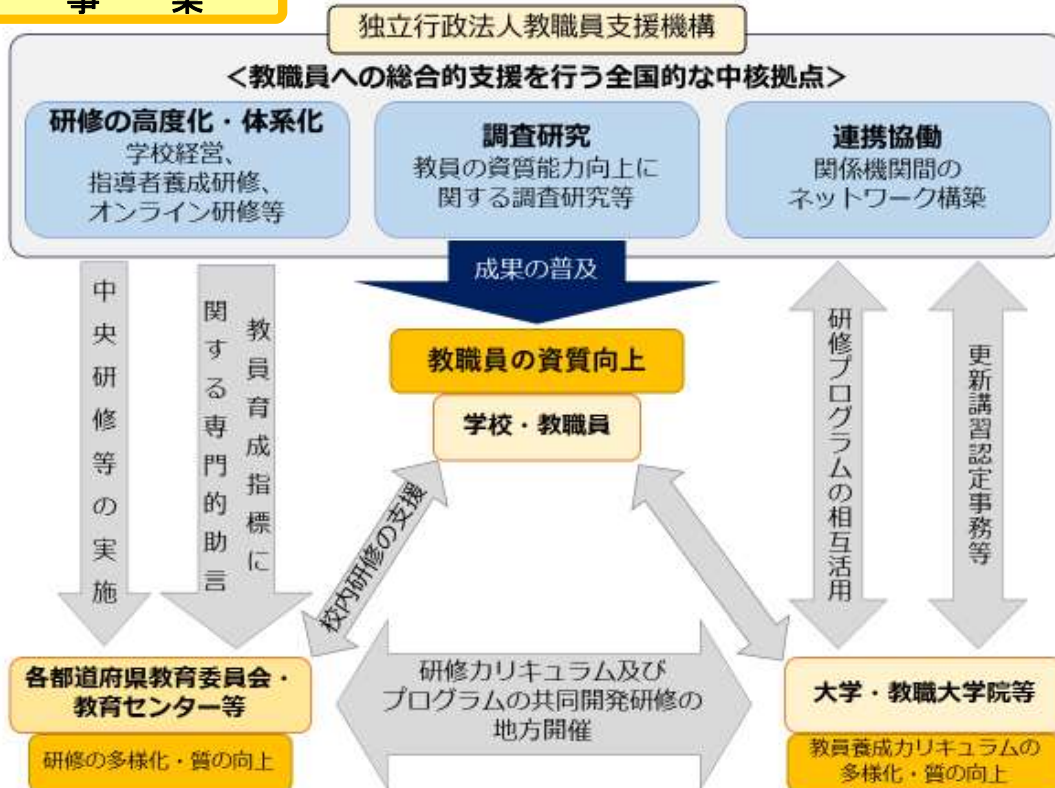 事 業
独立行政法人教職員支援機構
＜教職員への総合的支援を行う全国的な中核拠点＞
研修の高度化・体系化
学校経営、
指導者養成研修、
オンライン研修等
調査研究
教員の資質能力向上に
関する調査研究等
連携協働
関係機関間の
ネットワーク構築
成果の普及
中央研修等の実施
教員育成指標に
関する専門的助言
教職員の資質向上
学校・教職員
研修プログラムの相互活用
更新講習認定事務等
校内研修の支援
各都道府県教育委員会・
教育センター等
研修の多様化・質の向上
研修カリキュラム及び
プログラムの共同開発研修の
地方開催
大学・教職大学院等
教員養成カリキュラムの
多様化・質の向上